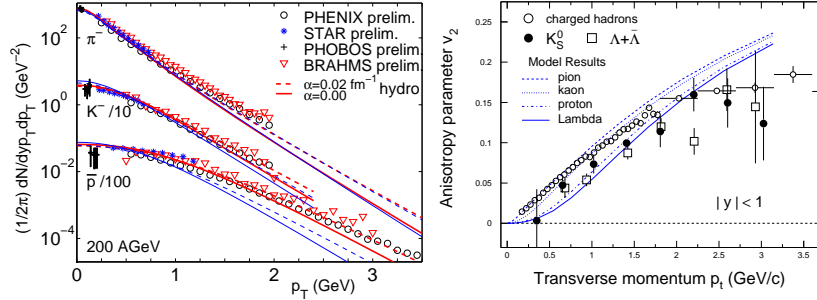 PHENIX prelim.
STAR prelim.
PHOBOS prelim.
BRAHMS prelim.
α=0.02 fm⁻¹
hydro
α=0.00
π⁻
K⁻/10
p̅/100
200 AGeV
10²
10⁰
10⁻²
10⁻⁴
0 1 2 3
p_T (GeV)
(1/2π) dN/dyp_Tdp_T (GeV⁻²)
charged hadrons
K⁰_S
Λ+Λ̅
Model Results
pion
kaon
proton
Lambda
|y|<1
0.25
0.2
0.15
0.1
0.05
0
0 0.5 1 1.5 2 2.5 3 3.5
Transverse momentum p_t (GeV/c)
Anisotropy parameter v₂